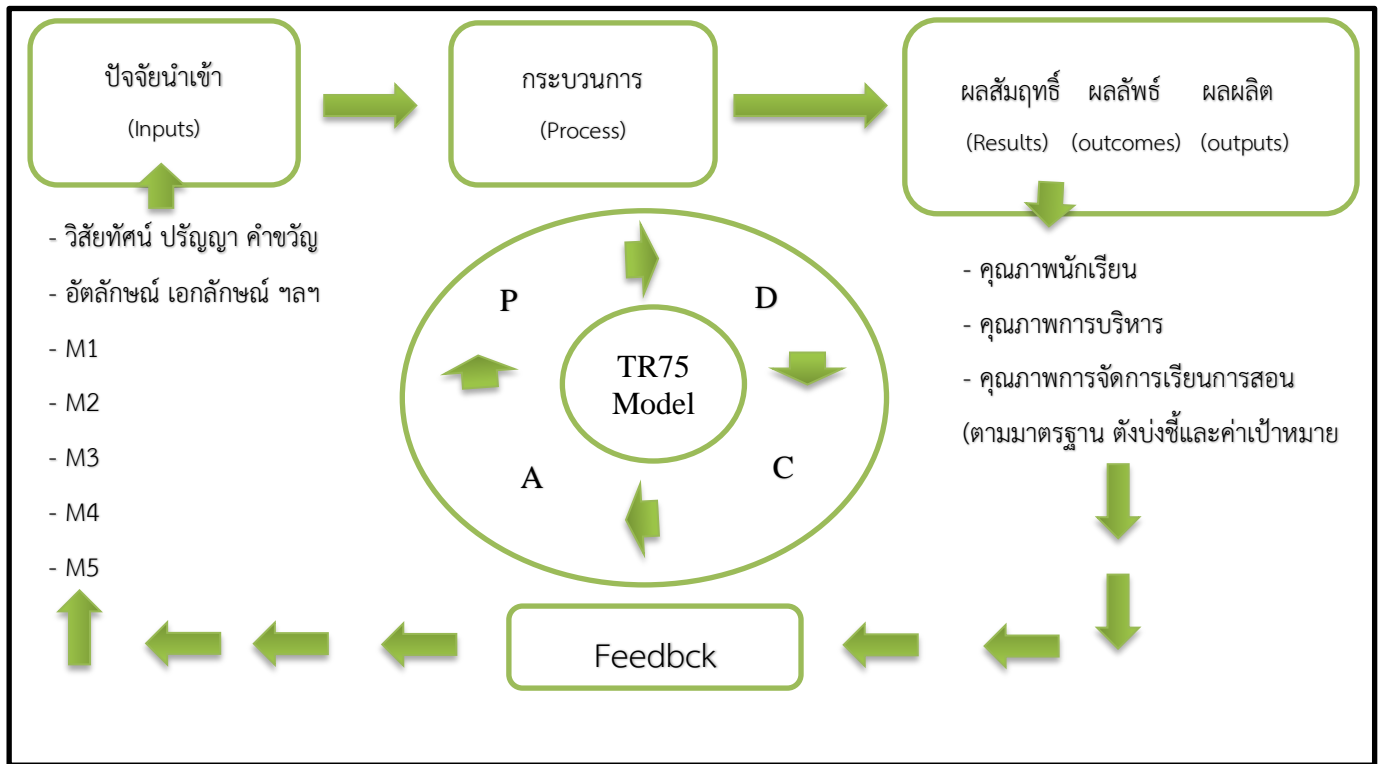 ปัจจัยนำเข้า
(Inputs)
กระบวนการ
(Process)
ผลสัมฤทธิ์ ผลลัพธ์ ผลผลิต
(Results) (outcomes) (outputs)
- วิสัยทัศน์ ปรัญญา คำขวัญ
- อัตลักษณ์ เอกลักษณ์ ฯลฯ
- M1
- M2
- M3
- M4
- M5
P
D
TR75
Model
A
C
- คุณภาพนักเรียน
- คุณภาพการบริหาร
- คุณภาพการจัดการเรียนการสอน
(ตามมาตรฐาน ตังบ่งชี้และค่าเป้าหมาย
Feedbck